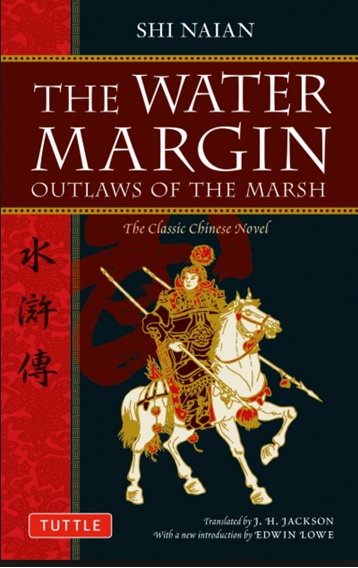 SHI NAIAN
THE WATER
MARGIN
OUTLAWS OF THE MARSH
The Classic Chinese Novel
水
滸
傳
TUTTLE
Translated by J. H. JACKSON
With a new introduction by EDWIN LOWE